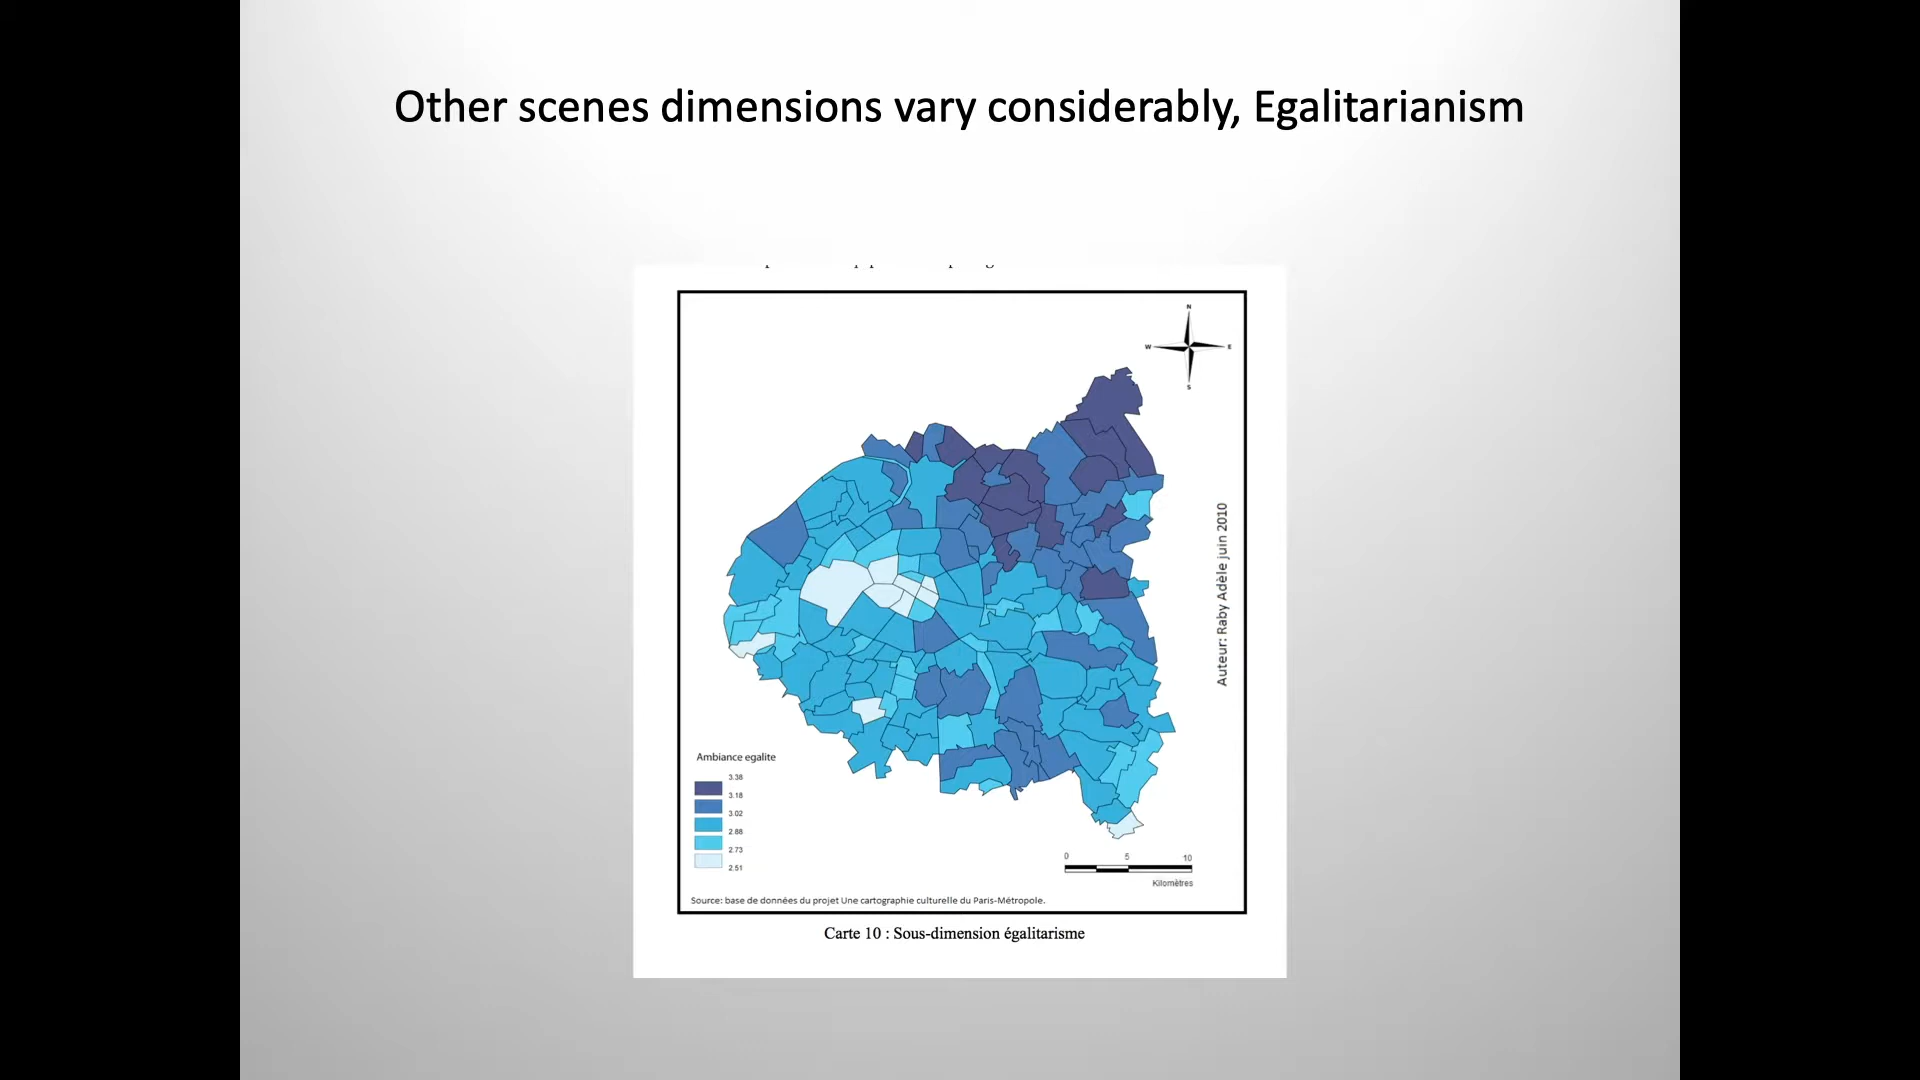 Other scenes dimensions vary considerably, Egalitarianism
N
W
E
S
Auteur: Raby Adèle juin 2010
Ambiance egalite
3.38
3.18
3.02
2.88
2.73
2.51
0 5 10
Kilomètres
Source: base de données du projet Une cartographie culturelle du Paris-Métropole.
Carte 10 : Sous-dimension égalitarisme